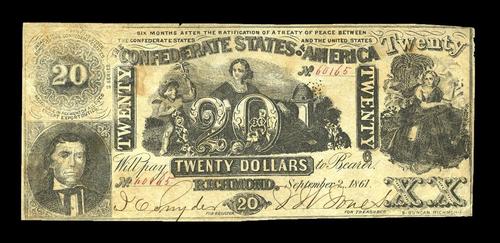 SIX MONTHS AFTER THE RATIFICATION OF A TREATY OF PEACE BETWEEN
THE CONFEDERATE STATES AND THE UNITED STATES
CONFEDERATE STATES OF AMERICA
Twenty
No. 60165
20
TWENTY
20
TWENTY
Will pay TWENTY DOLLARS to Bearer
No. 60165
RICHMOND, September 2, 1861.
20
FOR REGISTER
FOR TREASURER
XX